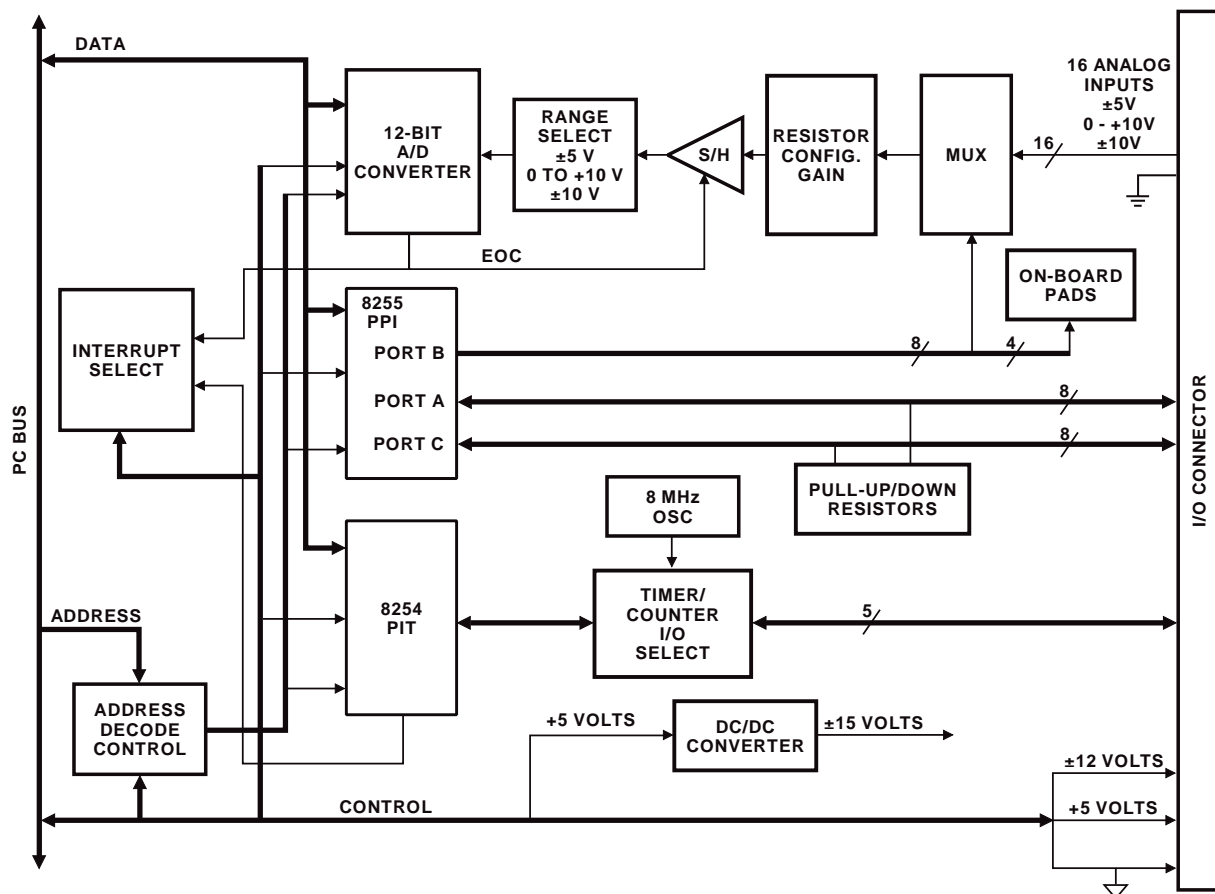 DATA
12-BIT
A/D
CONVERTER
RANGE
SELECT
±5 V
0 TO +10 V
±10 V
S/H
RESISTOR
CONFIG.
GAIN
MUX
16
16 ANALOG
INPUTS
±5V
0 - +10V
±10V
EOC
ON-BOARD
PADS
INTERRUPT
SELECT
8255
PPI
PORT B
8
4
PORT A
8
PORT C
8
PULL-UP/DOWN
RESISTORS
PC BUS
I/O CONNECTOR
8 MHz
OSC
8254
PIT
TIMER/
COUNTER
I/O
SELECT
5
ADDRESS
ADDRESS
DECODE
CONTROL
+5 VOLTS
DC/DC
CONVERTER
±15 VOLTS
CONTROL
±12 VOLTS
+5 VOLTS